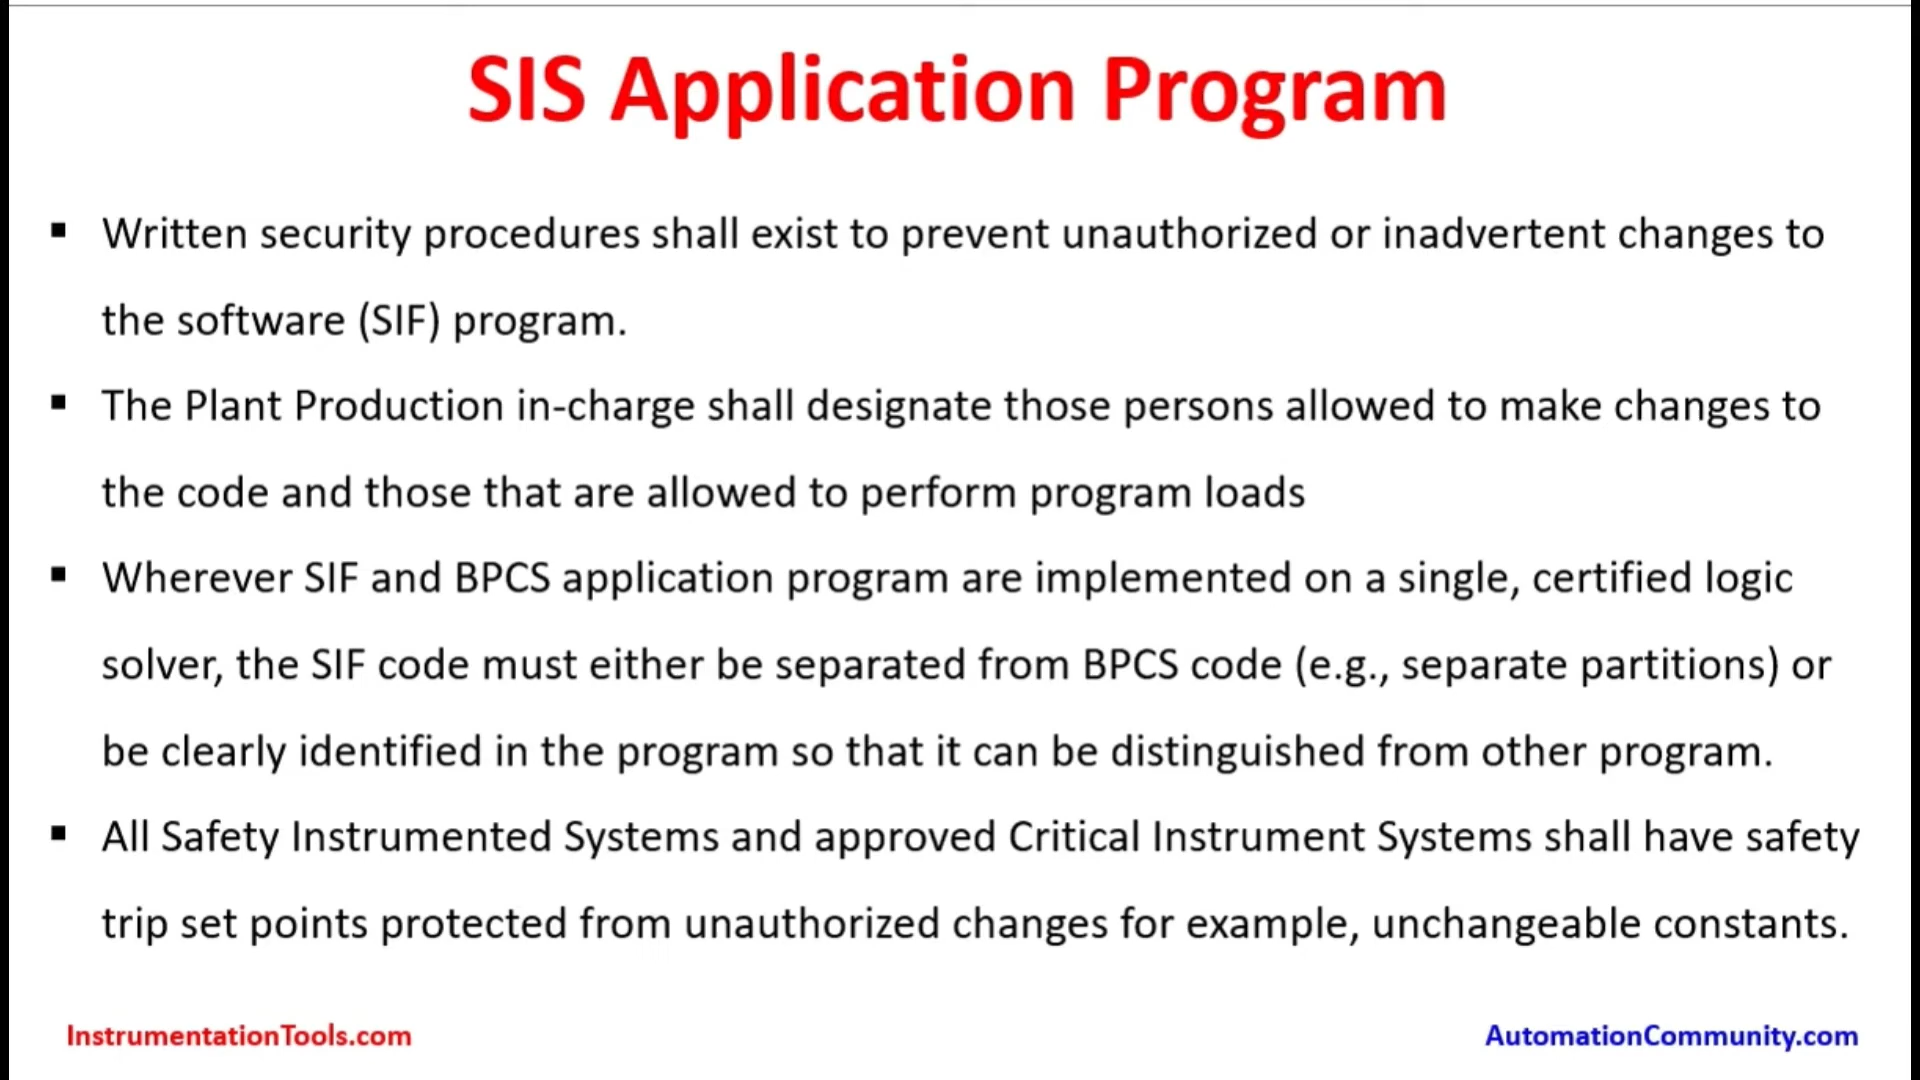 SIS Application Program
▪ Written security procedures shall exist to prevent unauthorized or inadvertent changes to
the software (SIF) program.
▪ The Plant Production in-charge shall designate those persons allowed to make changes to
the code and those that are allowed to perform program loads
▪ Wherever SIF and BPCS application program are implemented on a single, certified logic
solver, the SIF code must either be separated from BPCS code (e.g., separate partitions) or
be clearly identified in the program so that it can be distinguished from other program.
▪ All Safety Instrumented Systems and approved Critical Instrument Systems shall have safety
trip set points protected from unauthorized changes for example, unchangeable constants.
InstrumentationTools.com
AutomationCommunity.com